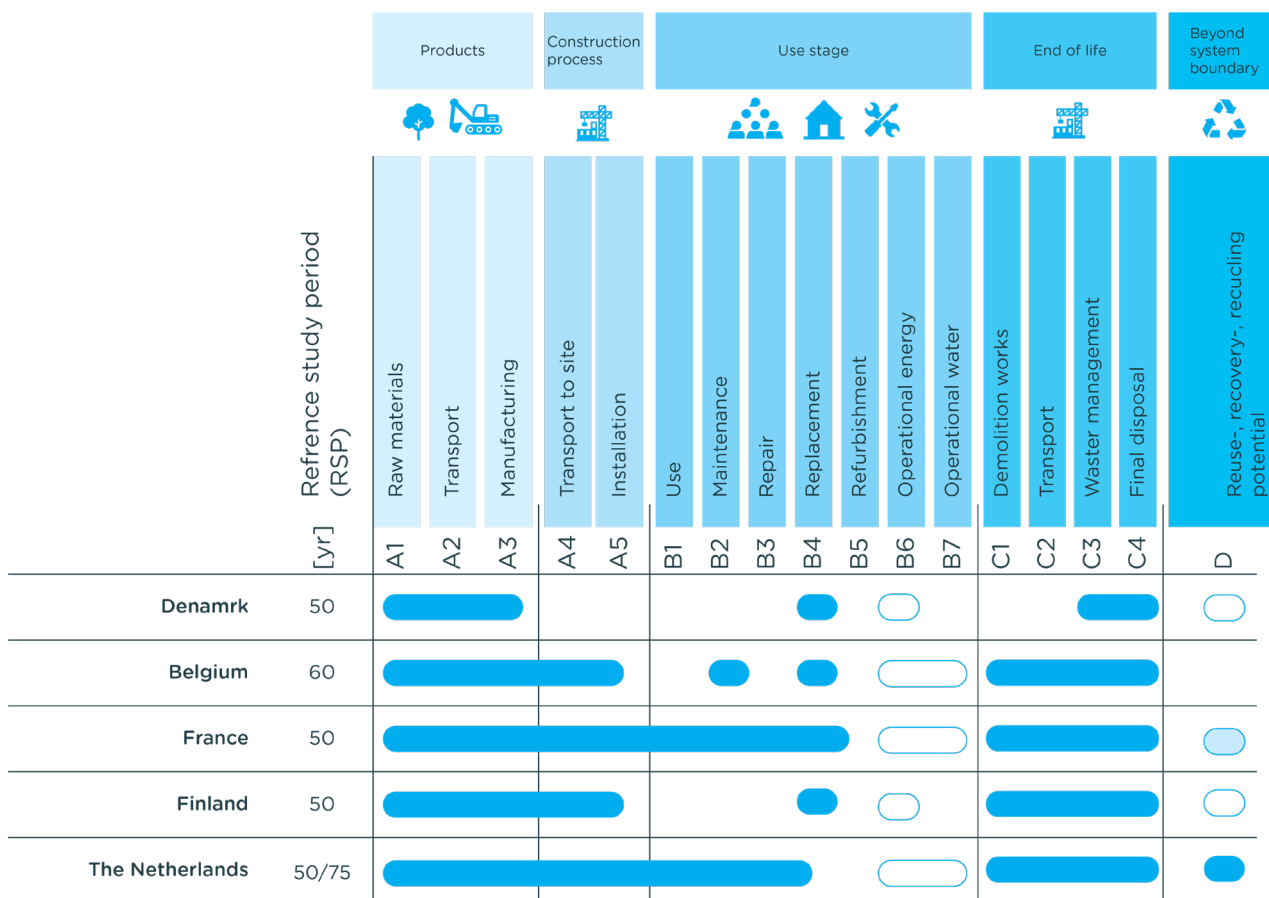 Products
Construction
process
Use stage
End of life
Beyond
system
boundary
Refrence study period
(RSP)
[yr]
Raw materials
Transport
Manufacturing
Transport to site
Installation
Use
Maintenance
Repair
Replacement
Refurbishment
Operational energy
Operational water
Demolition works
Transport
Waster management
Final disposal
Reuse-, recovery-, recucling
potential
A1
A2
A3
A4
A5
B1
B2
B3
B4
B5
B6
B7
C1
C2
C3
C4
D
Denamrk 50
Belgium 60
France 50
Finland 50
The Netherlands 50/75